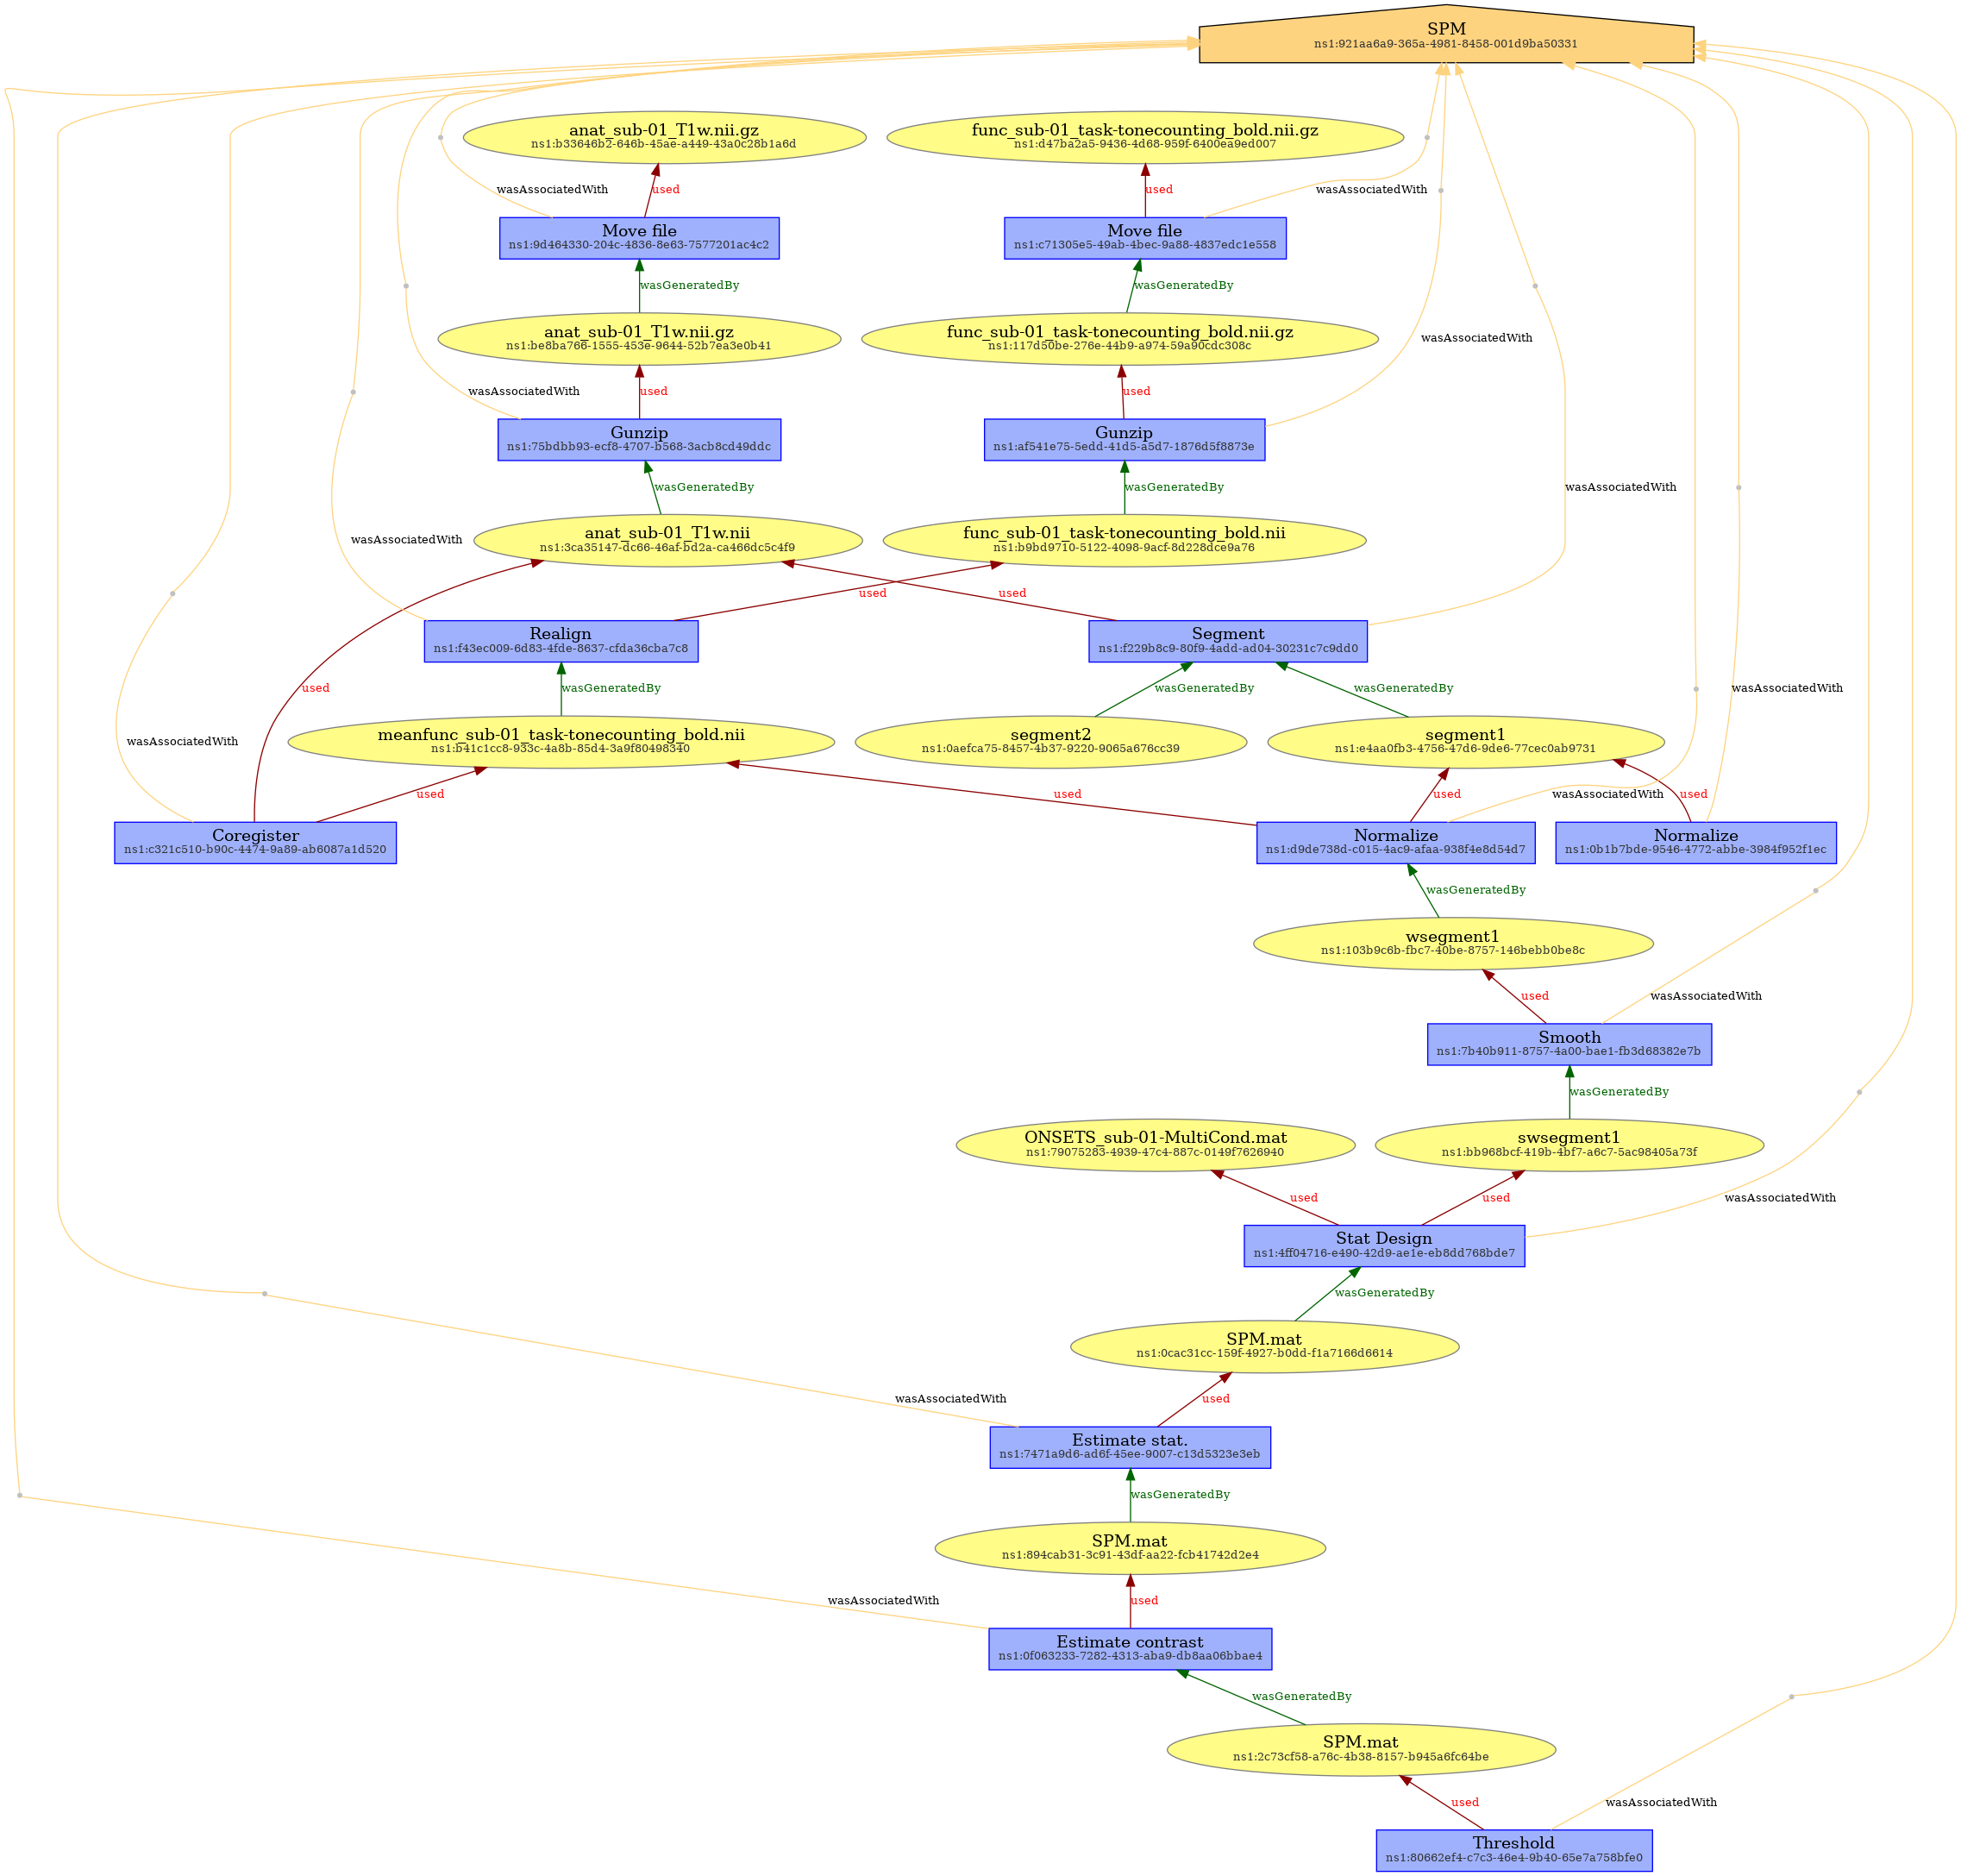 SPM
ns1:921aa6a9-365a-4981-8458-001d9ba50331
anat_sub-01_T1w.nii.gz
ns1:b33646b2-646b-45ae-a449-43a0c28b1a6d
func_sub-01_task-tonecounting_bold.nii.gz
ns1:d47ba2a5-9436-4d68-959f-6400ea9ed007
wasAssociatedWith
used
used
wasAssociatedWith
Move file
ns1:9d464330-204c-4836-8e63-7577201ac4c2
Move file
ns1:c71305e5-49ab-4bec-9a88-4837edc1e558
wasGeneratedBy
wasGeneratedBy
anat_sub-01_T1w.nii.gz
ns1:be8ba766-1555-453e-9644-52b7ea3e0b41
func_sub-01_task-tonecounting_bold.nii.gz
ns1:117d50be-276e-44b9-a974-59a90cdc308c
wasAssociatedWith
wasAssociatedWith
used
used
Gunzip
ns1:75bdbb93-ecf8-4707-b568-3acb8cd49ddc
Gunzip
ns1:af541e75-5edd-41d5-a5d7-1876d5f8873e
wasGeneratedBy
wasGeneratedBy
wasAssociatedWith
anat_sub-01_T1w.nii
ns1:3ca35147-dc66-46af-bd2a-ca466dc5c4f9
func_sub-01_task-tonecounting_bold.nii
ns1:b9bd9710-5122-4098-9acf-8d228dce9a76
wasAssociatedWith
used
used
Realign
ns1:f43ec009-6d83-4fde-8637-cfda36cba7c8
Segment
ns1:f229b8c9-80f9-4add-ad04-30231c7c9dd0
used
wasGeneratedBy
wasGeneratedBy
wasGeneratedBy
wasAssociatedWith
wasAssociatedWith
meanfunc_sub-01_task-tonecounting_bold.nii
ns1:b41c1cc8-933c-4a8b-85d4-3a9f80498340
segment2
ns1:0aefca75-8457-4b37-9220-9065a676cc39
segment1
ns1:e4aa0fb3-4756-47d6-9de6-77cec0ab9731
used
used
used
wasAssociatedWith
used
Coregister
ns1:c321c510-b90c-4474-9a89-ab6087a1d520
Normalize
ns1:d9de738d-c015-4ac9-afaa-938f4e8d54d7
Normalize
ns1:0b1b7bde-9546-4772-abbe-3984f952f1ec
wasGeneratedBy
wsegment1
ns1:103b9c6b-fbc7-40be-8757-146bebb0be8c
used
wasAssociatedWith
Smooth
ns1:7b40b911-8757-4a00-bae1-fb3d68382e7b
wasGeneratedBy
ONSETS_sub-01-MultiCond.mat
ns1:79075283-4939-47c4-887c-0149f7626940
swsegment1
ns1:bb968bcf-419b-4bf7-a6c7-5ac98405a73f
used
used
wasAssociatedWith
Stat Design
ns1:4ff04716-e490-42d9-ae1e-eb8dd768bde7
wasGeneratedBy
SPM.mat
ns1:0cac31cc-159f-4927-b0dd-f1a7166d6614
wasAssociatedWith
used
Estimate stat.
ns1:7471a9d6-ad6f-45ee-9007-c13d5323e3eb
wasGeneratedBy
SPM.mat
ns1:894cab31-3c91-43df-aa22-fcb41742d2e4
wasAssociatedWith
used
Estimate contrast
ns1:0f063233-7282-4313-aba9-db8aa06bbae4
wasGeneratedBy
SPM.mat
ns1:2c73cf58-a76c-4b38-8157-b945a6fc64be
used
wasAssociatedWith
Threshold
ns1:80662ef4-c7c3-46e4-9b40-65e7a758bfe0